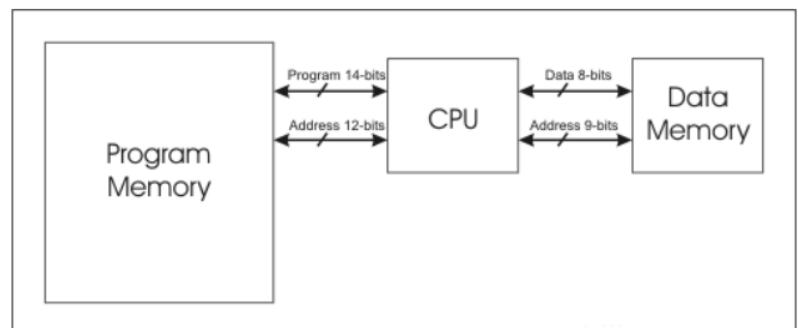 Program 14-bits
Data 8-bits
Address 12-bits
CPU
Address 9-bits
Data
Memory
Program
Memory